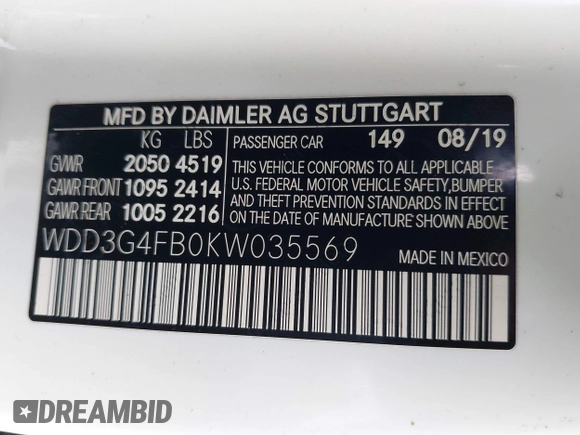 MFD BY DAIMLER AG STUTTGART
KG LBS PASSENGER CAR 149 08/19
GVWR 2050 4519
GAWR FRONT 1095 2414
GAWR REAR 1005 2216
THIS VEHICLE CONFORMS TO ALL APPLICABLE
U.S. FEDERAL MOTOR VEHICLE SAFETY, BUMPER
AND THEFT PREVENTION STANDARDS IN EFFECT
ON THE DATE OF MANUFACTURE SHOWN ABOVE.
WDD3G4FB0KW035569 MADE IN MEXICO
DREAMBID